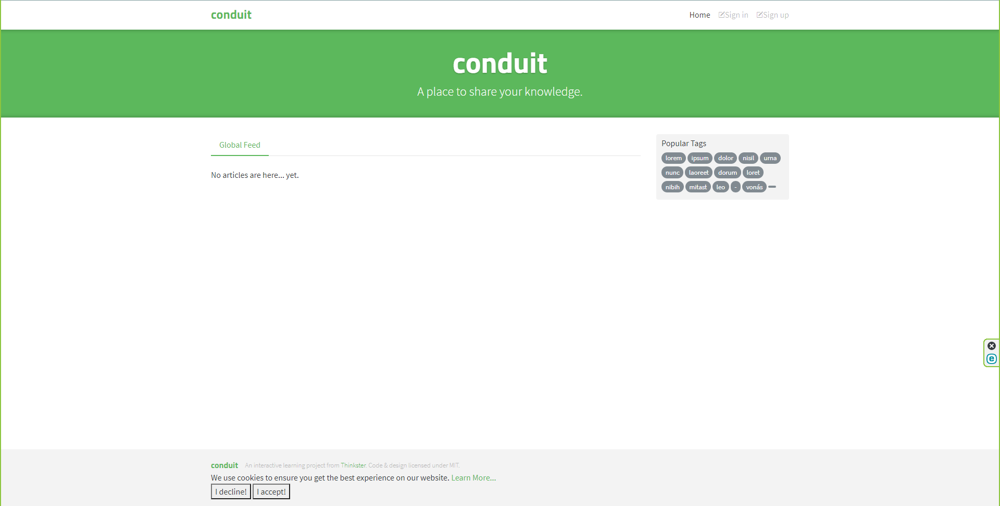 conduit
Home Sign in Sign up
conduit
A place to share your knowledge.
Global Feed
No articles are here... yet.
Popular Tags
lorem ipsum dolor nisil urna
nunc laoreet dorum loret
nibih mitast leo - vonás
e
conduit An interactive learning project from Thinkster. Code & design licensed under MIT.
We use cookies to ensure you get the best experience on our website. Learn More...
I decline! I accept!